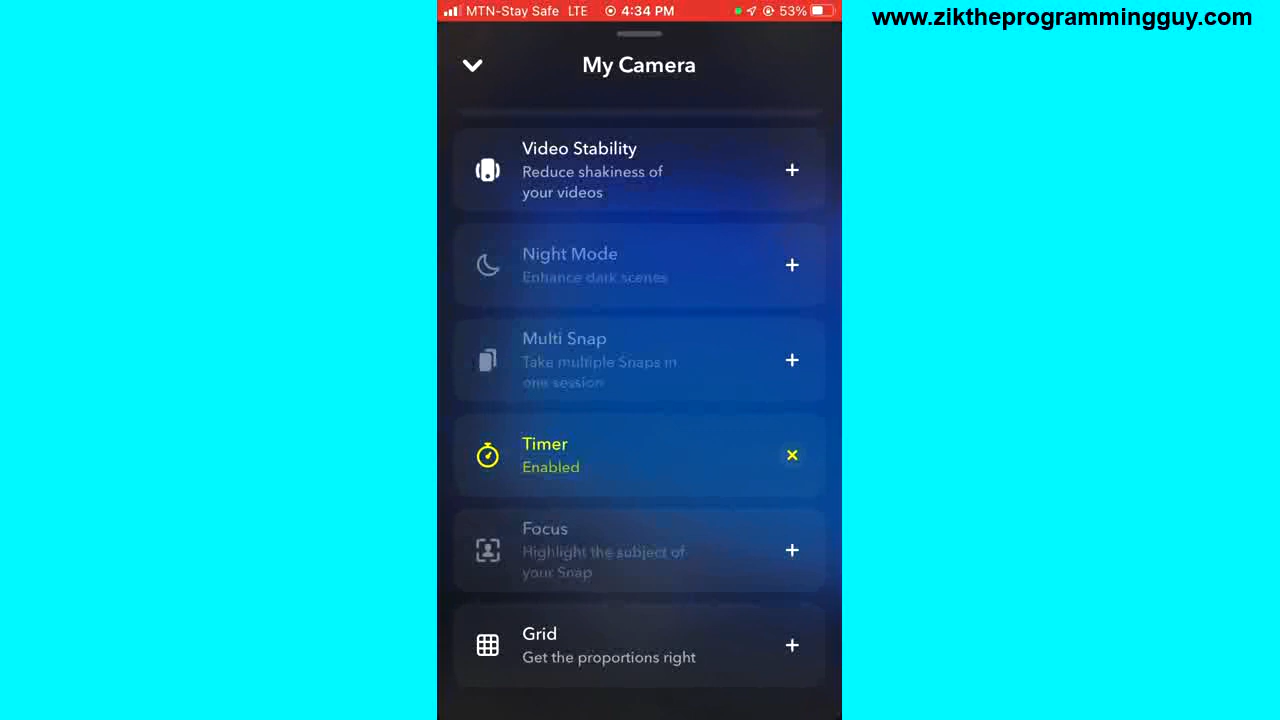 MTN-Stay Safe LTE 4:34 PM 53%
www.ziktheprogrammingguy.com
My Camera
Video Stability
Reduce shakiness of
your videos
Night Mode
Enhance dark scenes
Multi Snap
Take multiple Snaps in
one session
Timer
Enabled
Focus
Highlight the subject of
your Snap
Grid
Get the proportions right